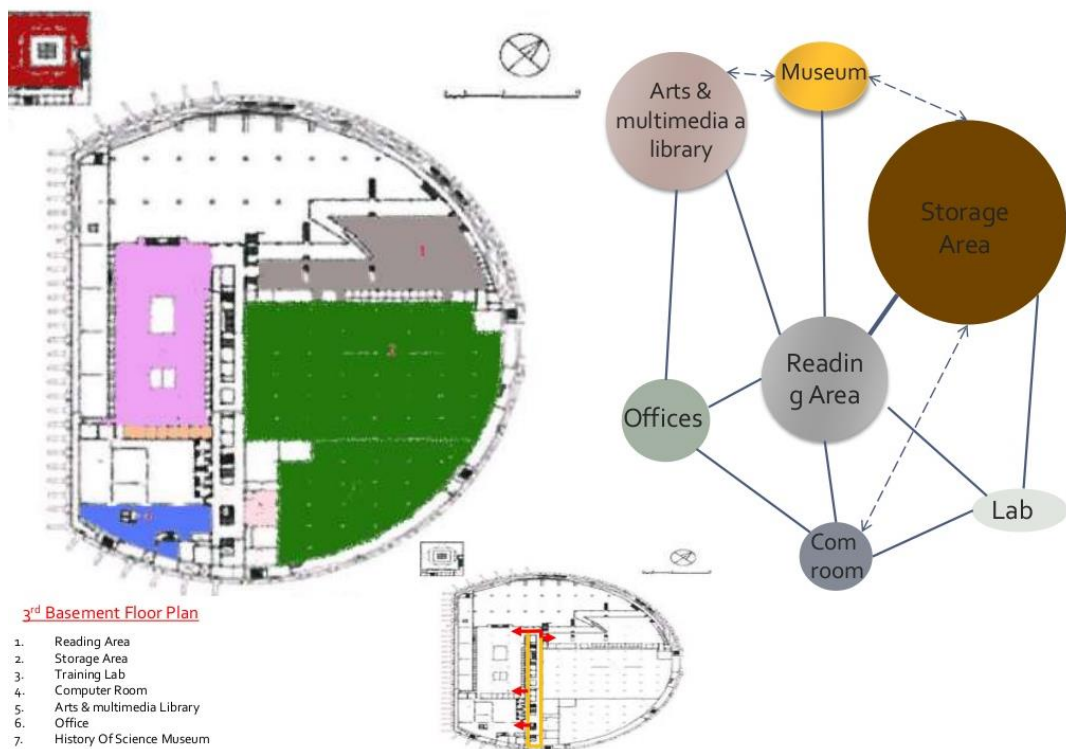 Arts &
multimedia a
library
Museum
Storage
Area
Readin
g Area
Offices
Lab
Com
room
1
2
3rd Basement Floor Plan
1. Reading Area
2. Storage Area
3. Training Lab
4. Computer Room
5. Arts & multimedia Library
6. Office
7. History Of Science Museum